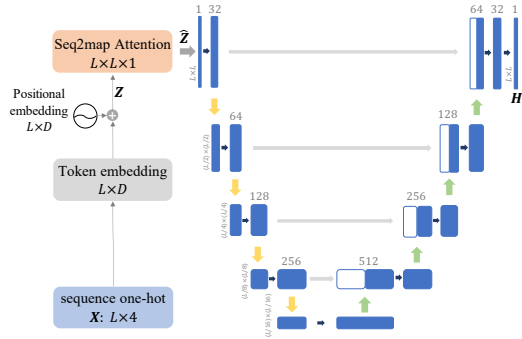 Seq2map Attention
L×L×1
Ẑ
1 32
L×L
64 32 1
L×L
H
Z
Positional
embedding
L×D
64
(L/2)×(L/2)
128
Token embedding
L×D
128
(L/4)×(L/4)
256
256
(L/8)×(L/8)
512
sequence one-hot
X: L×4
(L/16)×(L/16)